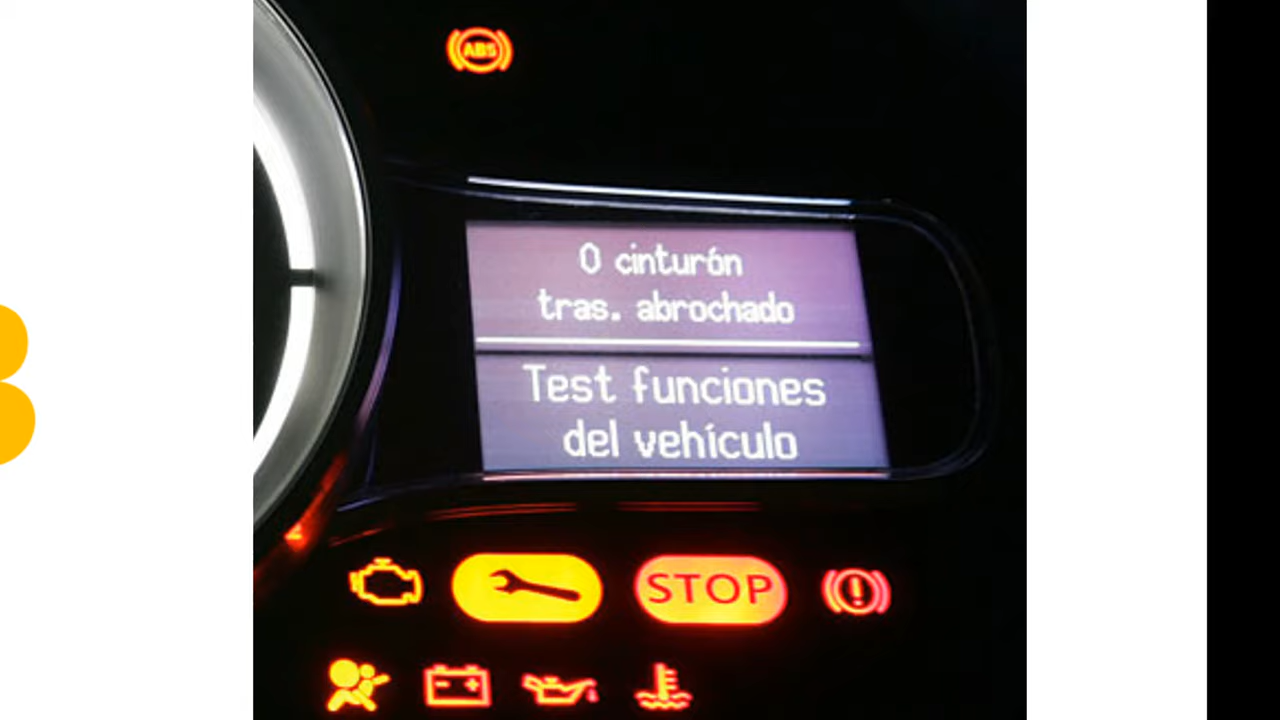 ABS
0 cinturón
tras. abrochado
Test funciones
del vehículo
STOP